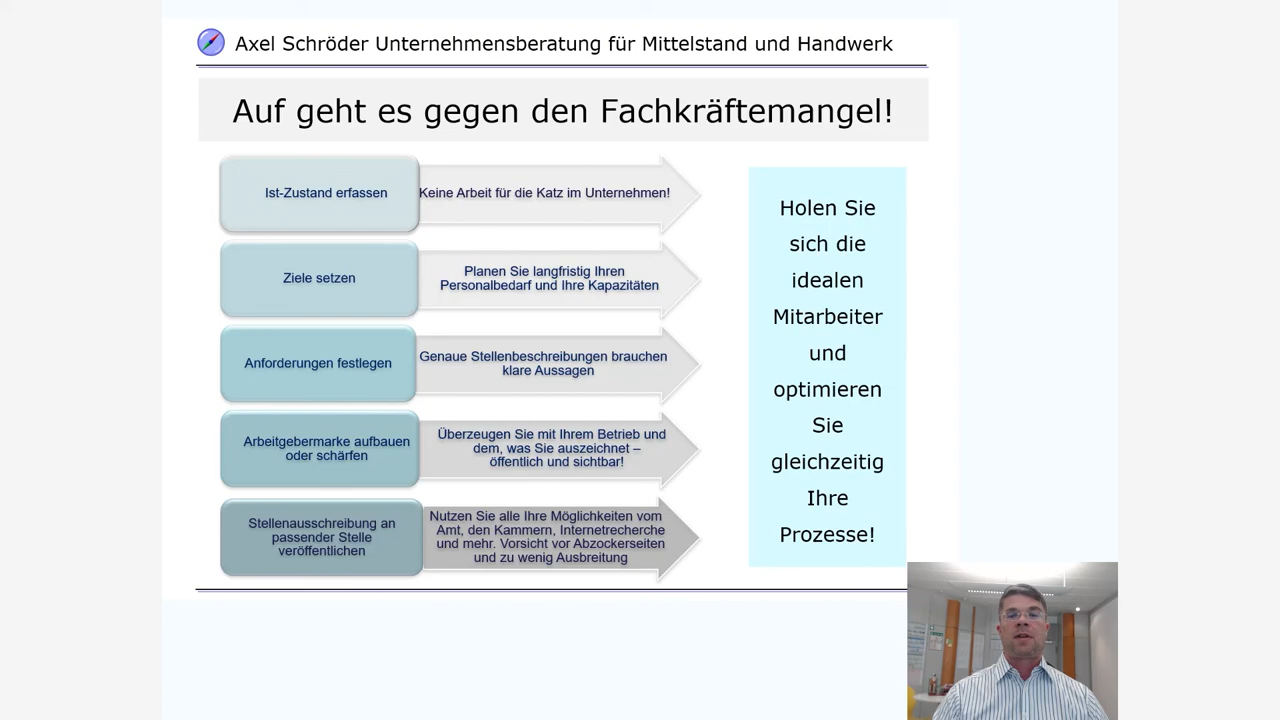 Axel Schröder Unternehmensberatung für Mittelstand und Handwerk
Auf geht es gegen den Fachkräftemangel!
Ist-Zustand erfassen
Keine Arbeit für die Katz im Unternehmen!
Ziele setzen
Planen Sie langfristig Ihren
Personalbedarf und Ihre Kapazitäten
Anforderungen festlegen
Genaue Stellenbeschreibungen brauchen
klare Aussagen
Arbeitgebermarke aufbauen
oder schärfen
Überzeugen Sie mit Ihrem Betrieb und
dem, was Sie auszeichnet –
öffentlich und sichtbar!
Stellenausschreibung an
passender Stelle
veröffentlichen
Nutzen Sie alle Ihre Möglichkeiten vom
Amt, den Kammern, Internetrecherche
und mehr. Vorsicht vor Abzockerseiten
und zu wenig Ausbreitung
Holen Sie
sich die
idealen
Mitarbeiter
und
optimieren
Sie
gleichzeitig
Ihre
Prozesse!